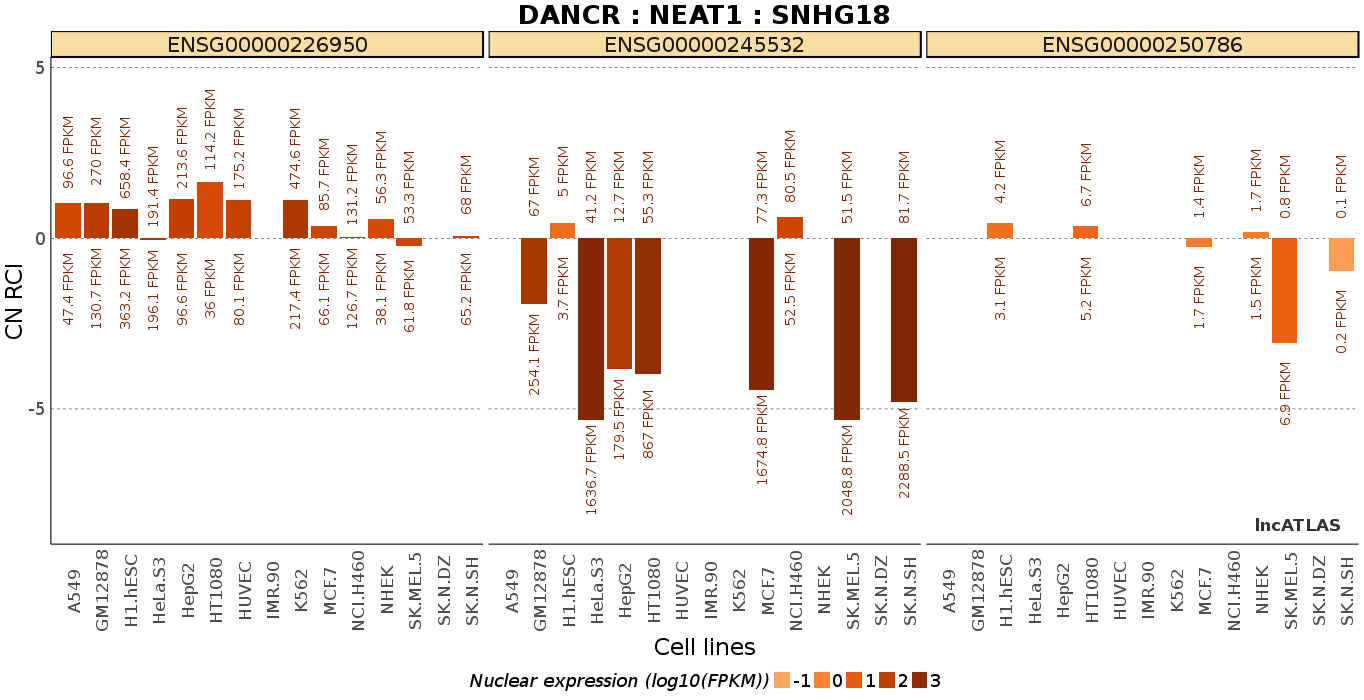 DANCR : NEAT1 : SNHG18
ENSG00000226950 ENSG00000245532 ENSG00000250786
CN RCI
5
0
-5
96.6 FPKM 270 FPKM 658.4 FPKM 191.4 FPKM 213.6 FPKM 114.2 FPKM 175.2 FPKM 474.6 FPKM 85.7 FPKM 131.2 FPKM 56.3 FPKM 53.3 FPKM 68 FPKM
47.4 FPKM 130.7 FPKM 363.2 FPKM 196.1 FPKM 96.6 FPKM 36 FPKM 80.1 FPKM 217.4 FPKM 66.1 FPKM 126.7 FPKM 38.1 FPKM 61.8 FPKM 65.2 FPKM
67 FPKM 5 FPKM 41.2 FPKM 12.7 FPKM 55.3 FPKM 77.3 FPKM 80.5 FPKM 51.5 FPKM 81.7 FPKM
254.1 FPKM 3.7 FPKM 1636.7 FPKM 179.5 FPKM 867 FPKM 1674.8 FPKM 52.5 FPKM 2048.8 FPKM 2288.5 FPKM
4.2 FPKM 6.7 FPKM 1.4 FPKM 1.7 FPKM 0.8 FPKM 0.1 FPKM
3.1 FPKM 5.2 FPKM 1.7 FPKM 1.5 FPKM 6.9 FPKM 0.2 FPKM
lncATLAS
A549 GM12878 H1.hESC HeLa.S3 HepG2 HT1080 HUVEC IMR.90 K562 MCF.7 NCI.H460 NHEK SK.MEL.5 SK.N.DZ SK.N.SH
A549 GM12878 H1.hESC HeLa.S3 HepG2 HT1080 HUVEC IMR.90 K562 MCF.7 NCI.H460 NHEK SK.MEL.5 SK.N.DZ SK.N.SH
A549 GM12878 H1.hESC HeLa.S3 HepG2 HT1080 HUVEC IMR.90 K562 MCF.7 NCI.H460 NHEK SK.MEL.5 SK.N.DZ SK.N.SH
Cell lines
Nuclear expression (log10(FPKM)) -1 0 1 2 3